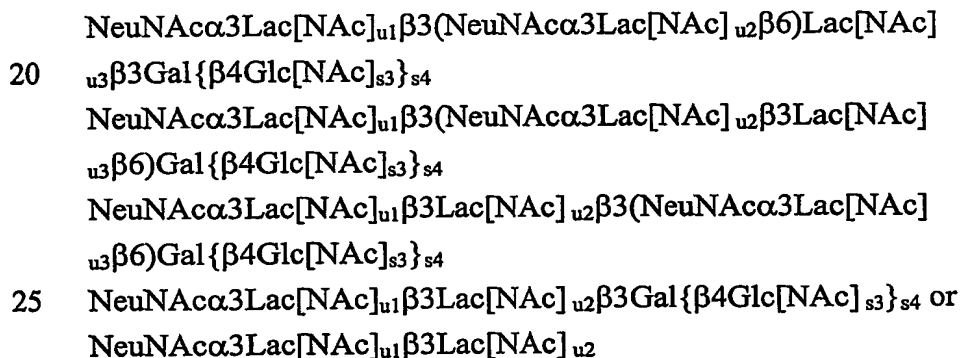 NeuNAcα3Lac[NAc]u1β3(NeuNAcα3Lac[NAc] u2β6)Lac[NAc]
20 u3β3Gal{β4Glc[NAc]s3}s4
NeuNAcα3Lac[NAc]u1β3(NeuNAcα3Lac[NAc] u2β3Lac[NAc]
u3β6)Gal{β4Glc[NAc]s3}s4
NeuNAcα3Lac[NAc]u1β3Lac[NAc] u2β3(NeuNAcα3Lac[NAc]
u3β6)Gal{β4Glc[NAc]s3}s4
25 NeuNAcα3Lac[NAc]u1β3Lac[NAc] u2β3Gal{β4Glc[NAc] s3}s4 or
NeuNAcα3Lac[NAc]u1β3Lac[NAc] u2